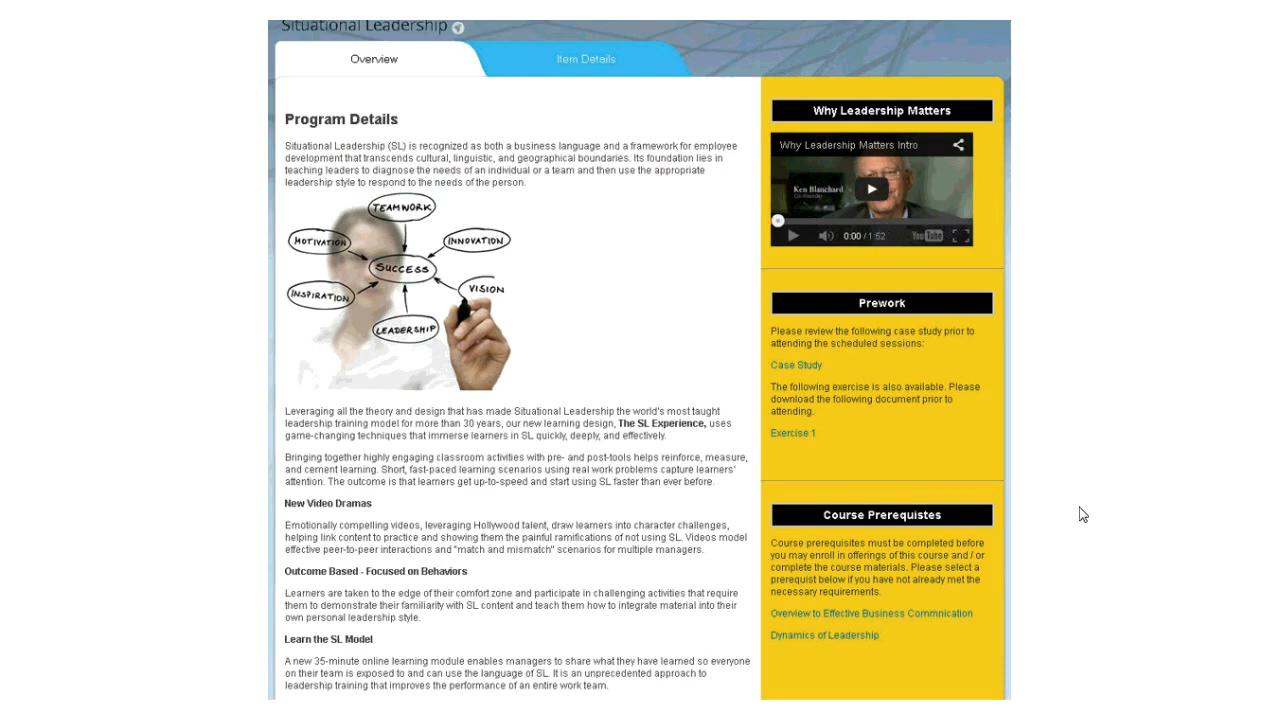 Situational Leadership
Overview
Item Details
Program Details
Situational Leadership (SL) is recognized as both a business language and a framework for employee
development that transcends cultural, linguistic, and geographical boundaries. Its foundation lies in
teaching leaders to diagnose the needs of an individual or a team and then use the appropriate
leadership style to respond to the needs of the person.
TEAMWORK
MOTIVATION
INNOVATION
SUCCESS
INSPIRATION
VISION
LEADERSHIP
Leveraging all the theory and design that has made Situational Leadership the world's most taught
leadership training model for more than 30 years, our new learning design, The SL Experience, uses
game-changing techniques that immerse learners in SL quickly, deeply, and effectively.
Bringing together highly engaging classroom activities with pre- and post-tools helps reinforce, measure,
and cement learning. Short, fast-paced learning scenarios using real work problems capture learners'
attention. The outcome is that learners get up-to-speed and start using SL faster than ever before.
New Video Dramas
Emotionally compelling videos, leveraging Hollywood talent, draw learners into character challenges,
helping link content to practice and showing them the painful ramifications of not using SL. Videos model
effective peer-to-peer interactions and "match and mismatch" scenarios for multiple managers.
Outcome Based - Focused on Behaviors
Learners are taken to the edge of their comfort zone and participate in challenging activities that require
them to demonstrate their familiarity with SL content and teach them how to integrate material into their
own personal leadership style.
Learn the SL Model
A new 35-minute online learning module enables managers to share what they have learned so everyone
on their team is exposed to and can use the language of SL. It is an unprecedented approach to
leadership training that improves the performance of an entire work team.
Why Leadership Matters
Why Leadership Matters Intro
Ken Blanchard
Co-Founder
0:00 / 1:52
YouTube
Prework
Please review the following case study prior to
attending the scheduled sessions:
Case Study
The following exercise is also available. Please
download the following document prior to
attending.
Exercise 1
Course Prerequistes
Course prerequisites must be completed before
you may enroll in offerings of this course and / or
complete the course materials. Please select a
prerequist below if you have not already met the
necessary requirements.
Overview to Effective Business Commnication
Dynamics of Leadership